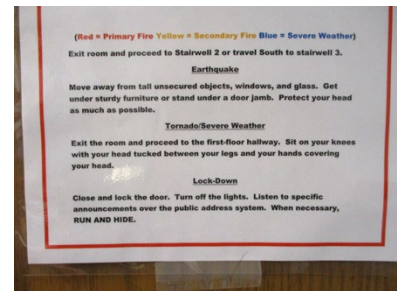 (Red = Primary Fire Yellow = Secondary Fire Blue = Severe Weather)
Exit room and proceed to Stairwell 2 or travel South to stairwell 3.
Earthquake
Move away from tall unsecured objects, windows, and glass. Get
under sturdy furniture or stand under a door jamb. Protect your head
as much as possible.
Tornado/Severe Weather
Exit the room and proceed to the first-floor hallway. Sit on your knees
with your head tucked between your legs and your hands covering
your head.
Lock-Down
Close and lock the door. Turn off the lights. Listen to specific
announcements over the public address system. When necessary,
RUN AND HIDE.